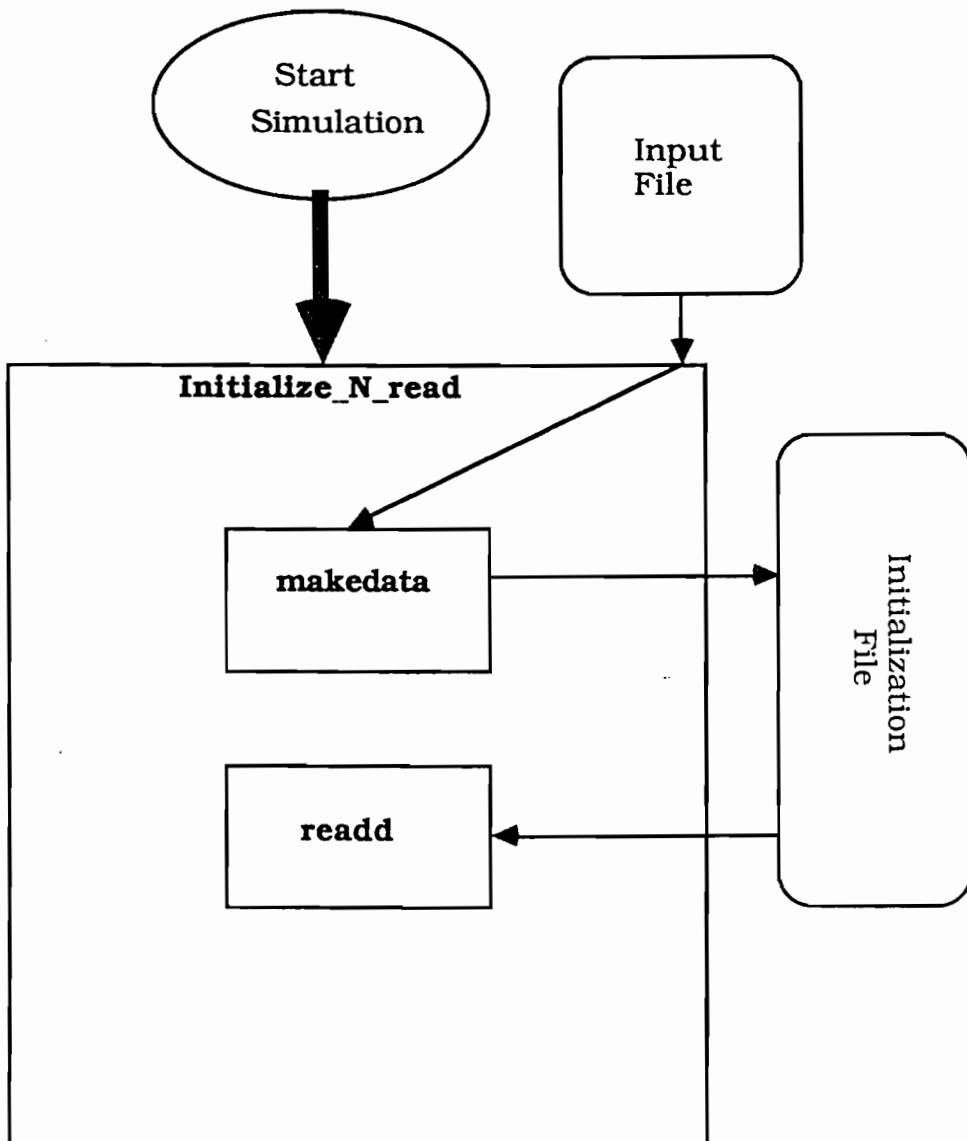 Start
Simulation
Input
File
Initialize_N_read
makedata
Initialization
File
readd